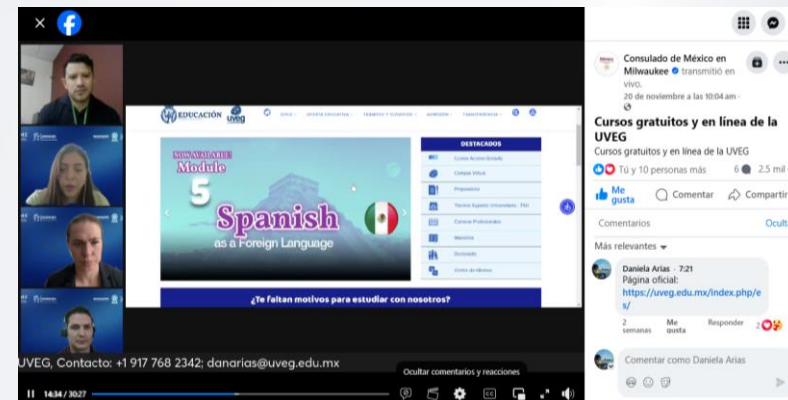 EDUCACIÓN uveg
INICIO
OFERTA EDUCATIVA
TRÁMITES Y SERVICIOS
ADMISIÓN
TRANSPARENCIA
NOW AVAILABLE!
Module
5
Spanish
as a Foreign Language
DESTACADOS
Campus Virtual
Preparatoria
Técnico Superior Universitario - TSU
Carreras Profesionales
Maestría
Doctorado
Centro de Idiomas
¿Te faltan motivos para estudiar con nosotros?
UVEG, Contacto: +1 917 768 2342; danarias@uveg.edu.mx
Ocultar comentarios y reacciones
14:34 / 30:27
Consulado de México en
Milwaukee transmitió en
vivo.
20 de noviembre a las 10:04 am ·
Cursos gratuitos y en línea de la
UVEG
Cursos gratuitos y en línea de la UVEG
Tú y 10 personas más
6
2.5 mil
Me
gusta
Comentar
Compartir
Comentarios
Ocult
Más relevantes
Daniela Arias · 7:21
Página oficial:
https://uveg.edu.mx/index.php/e
s/
2
semanas
Me
gusta
Responder
2
Comentar como Daniela Arias